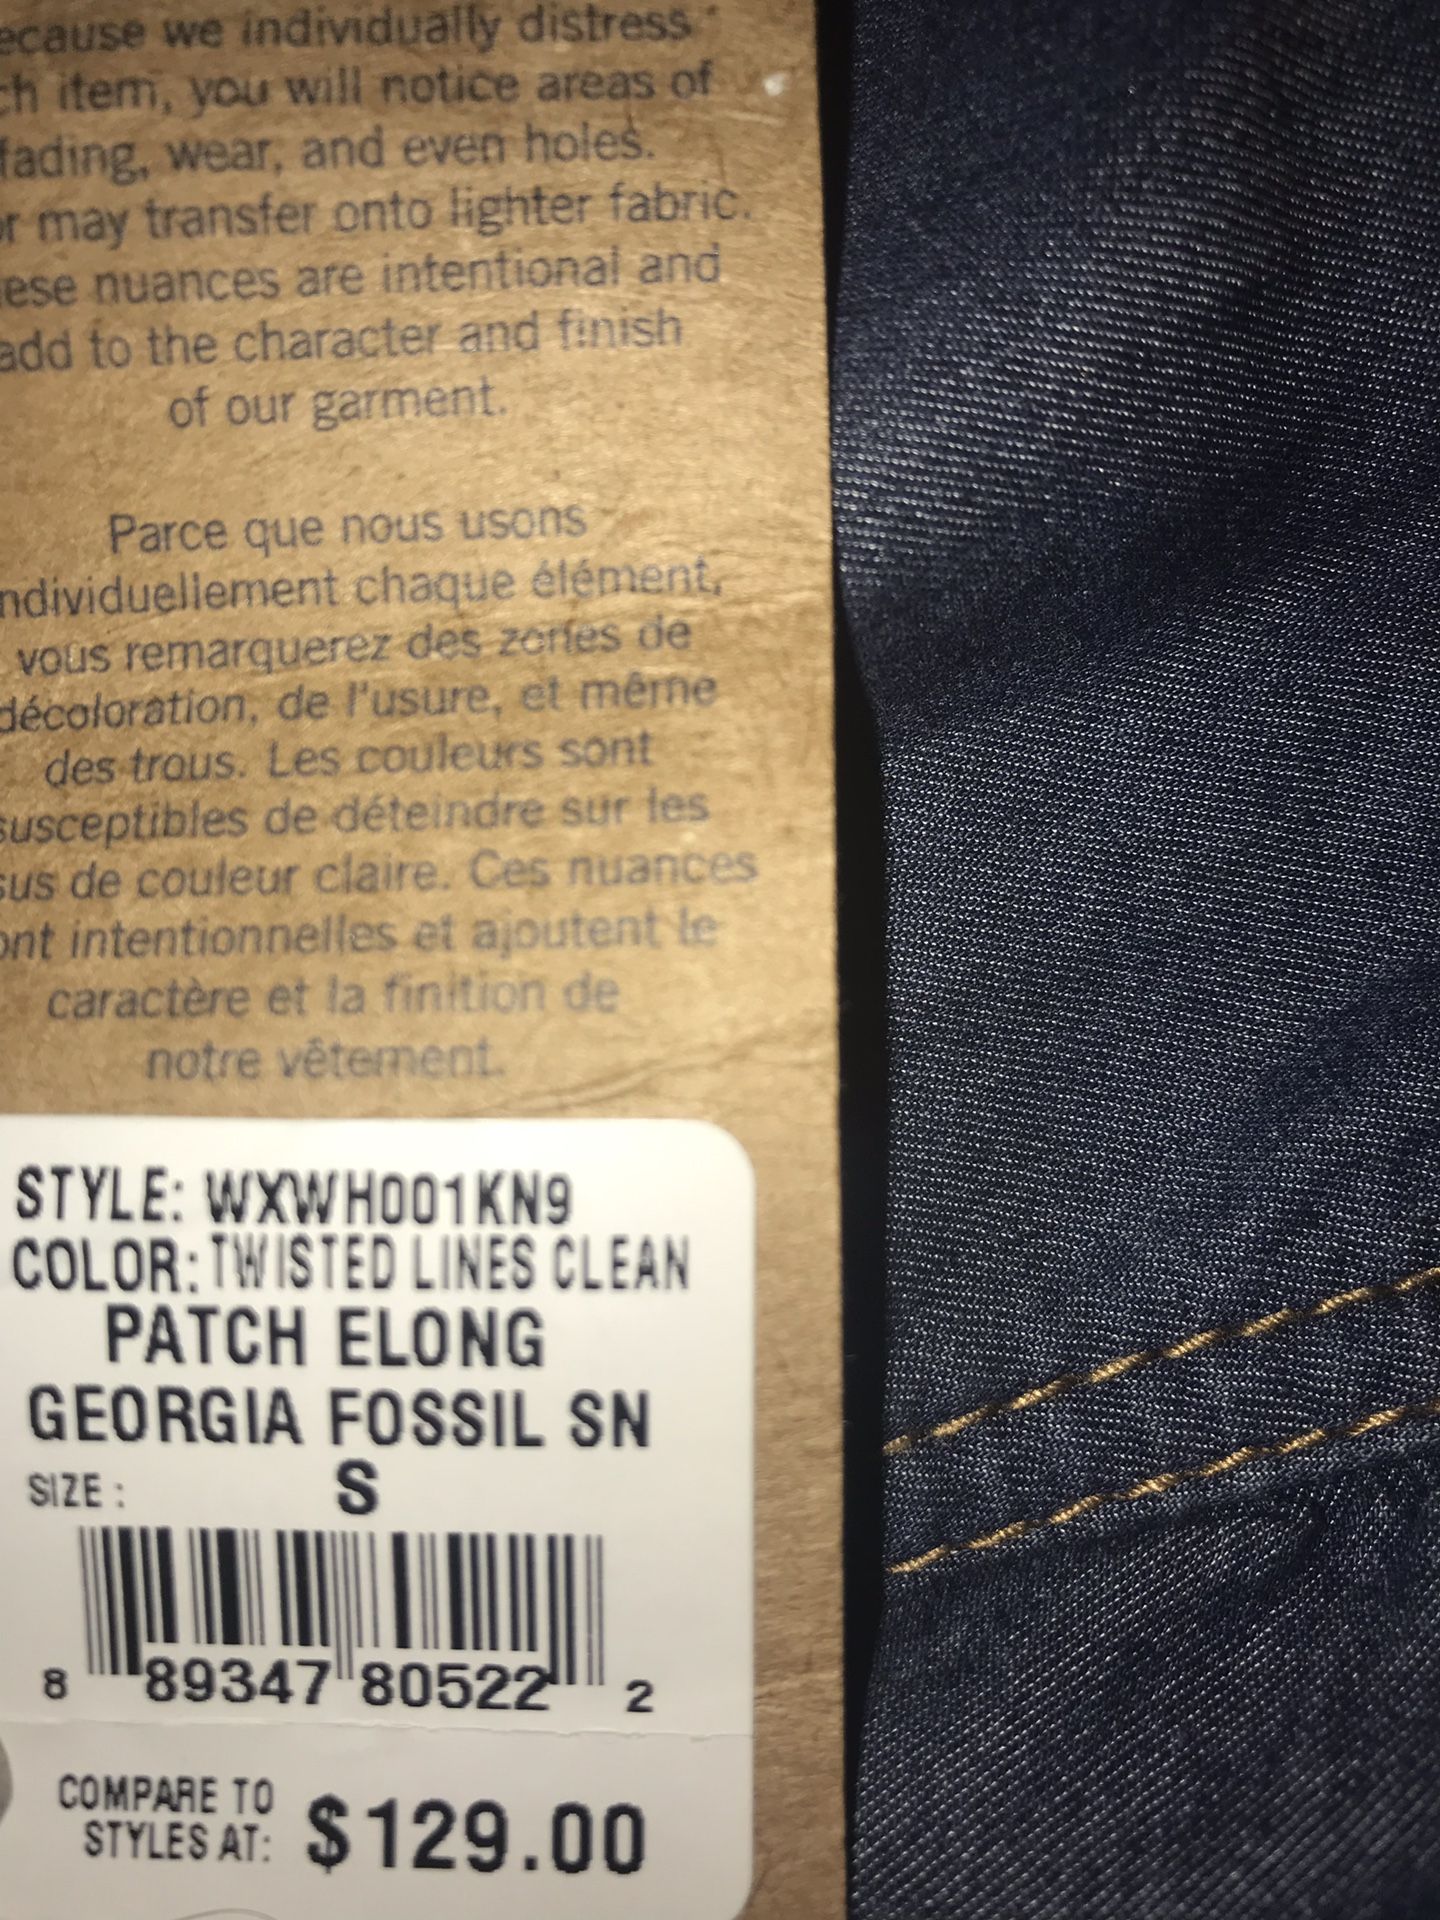 ecause we individually distress
ch item, you will notice areas of
fading, wear, and even holes.
or may transfer onto lighter fabric.
ese nuances are intentional and
add to the character and finish
of our garment.
Parce que nous usons
ndividuellement chaque élément,
vous remarquerez des zones de
décoloration, de l'usure, et même
des trous. Les couleurs sont
susceptibles de déteindre sur les
sus de couleur claire. Ces nuances
ont intentionnelles et ajoutent le
caractère et la finition de
notre vêtement.
STYLE: WXWH001KN9
COLOR: TWISTED LINES CLEAN
PATCH ELONG
GEORGIA FOSSIL SN
SIZE: S
8 89347 80522 2
COMPARE TO
STYLES AT: $129.00